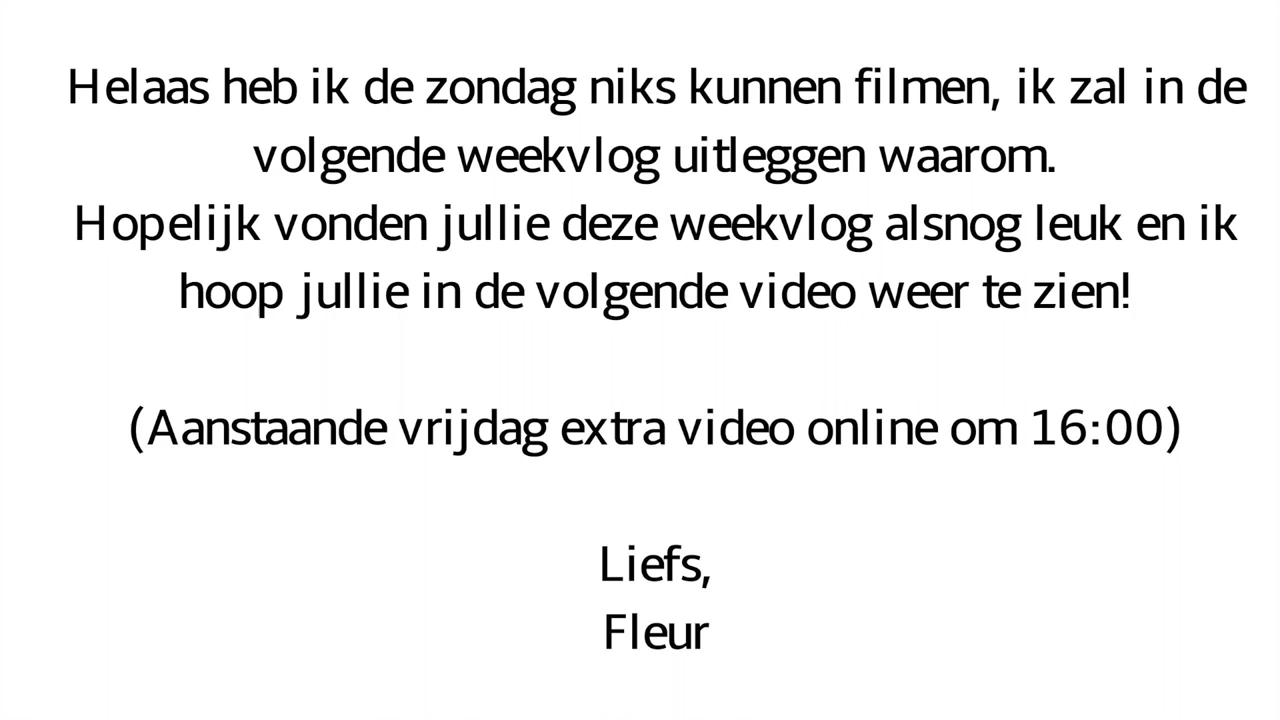 Helaas heb ik de zondag niks kunnen filmen, ik zal in de
volgende weekvlog uitleggen waarom.
Hopelijk vonden jullie deze weekvlog alsnog leuk en ik
hoop jullie in de volgende video weer te zien!
(Aanstaande vrijdag extra video online om 16:00)
Liefs,
Fleur